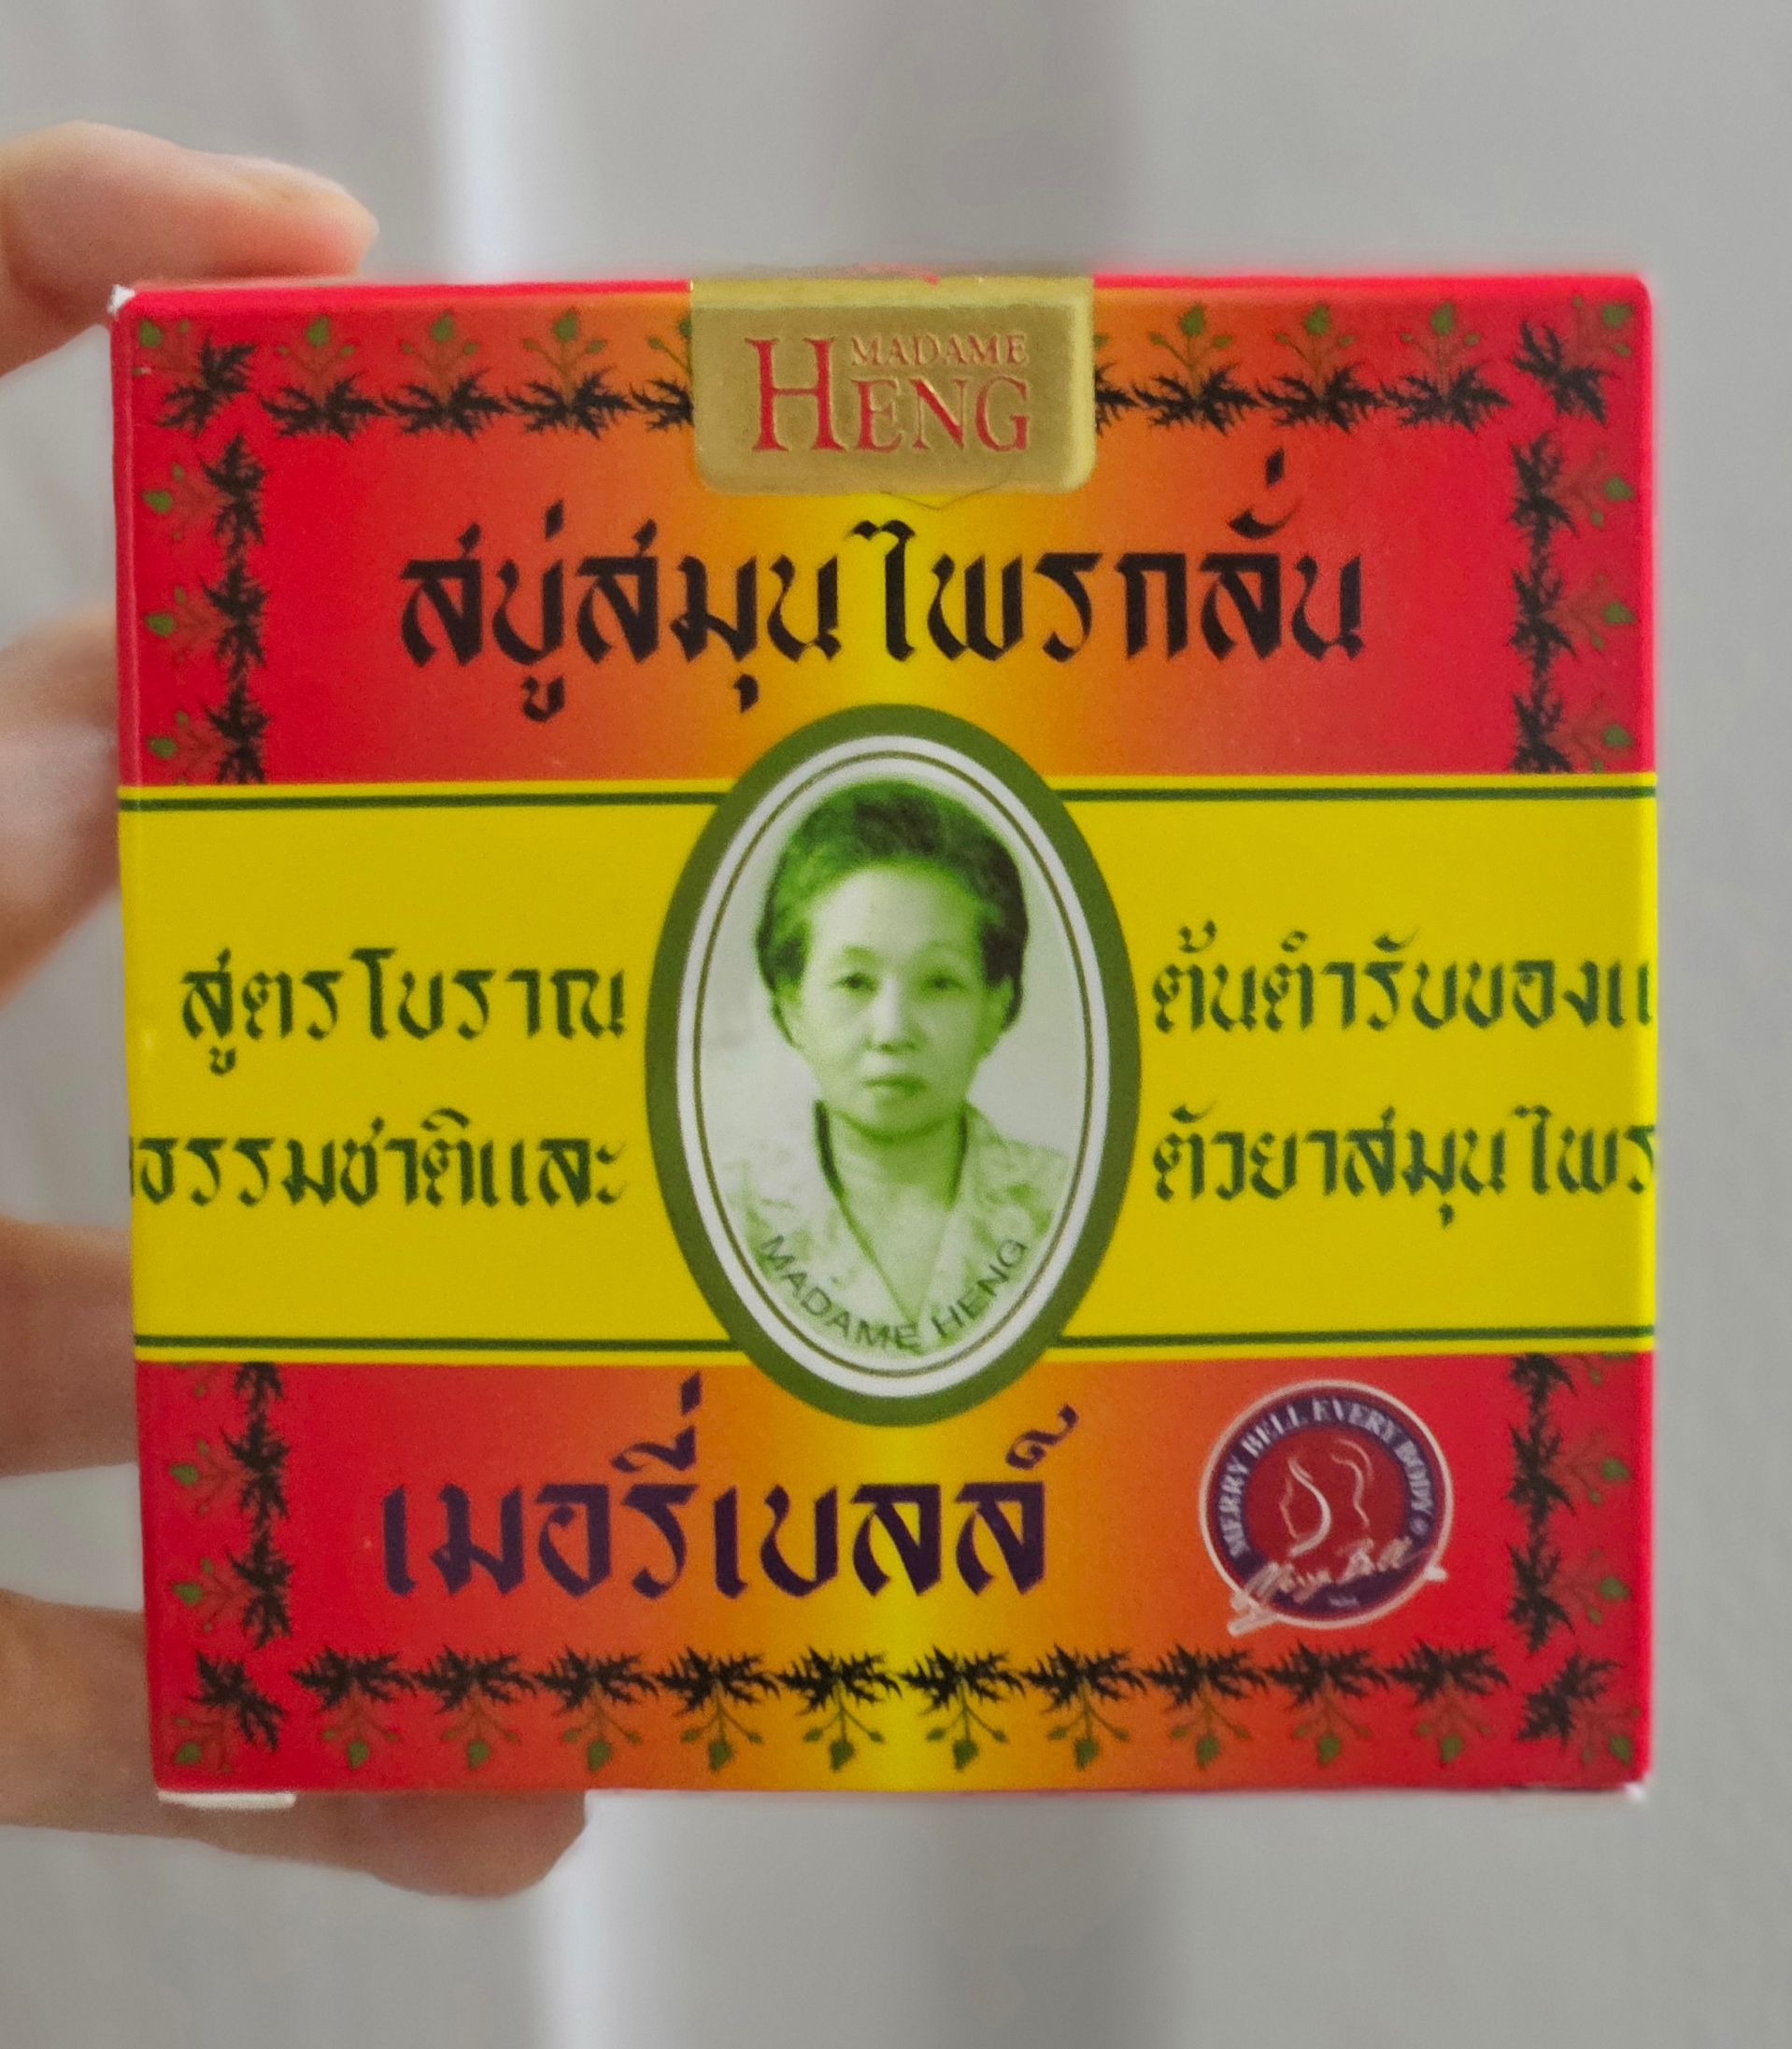 MADAME
HENG
สบู่สมุนไพรกลั่น
สูตรโบราณ
ต้นตำรับของแ
ธรรมชาติและ
ตัวยาสมุนไพร
MADAME HENG
เมอรี่เบลล์
MERRY BELL EVERY BODY ®
Merry Bell